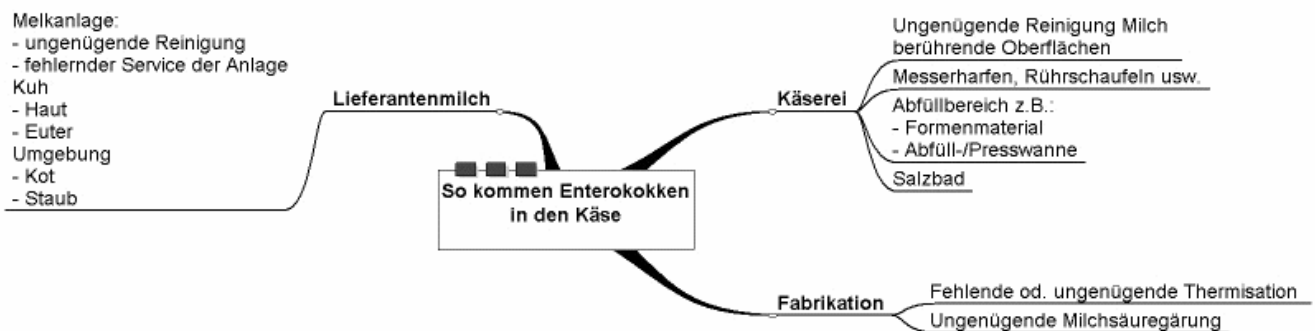 Melkanlage:
- ungenügende Reinigung
- fehlernder Service der Anlage
Kuh
- Haut
- Euter
Umgebung
- Kot
- Staub
Lieferantenmilch
So kommen Enterokokken
in den Käse
Käserei
Ungenügende Reinigung Milch
berührende Oberflächen
Messerharfen, Rührschaufeln usw.
Abfüllbereich z.B.:
- Formenmaterial
- Abfüll-/Presswanne
Salzbad
Fabrikation
Fehlende od. ungenügende Thermisation
Ungenügende Milchsäuregärung